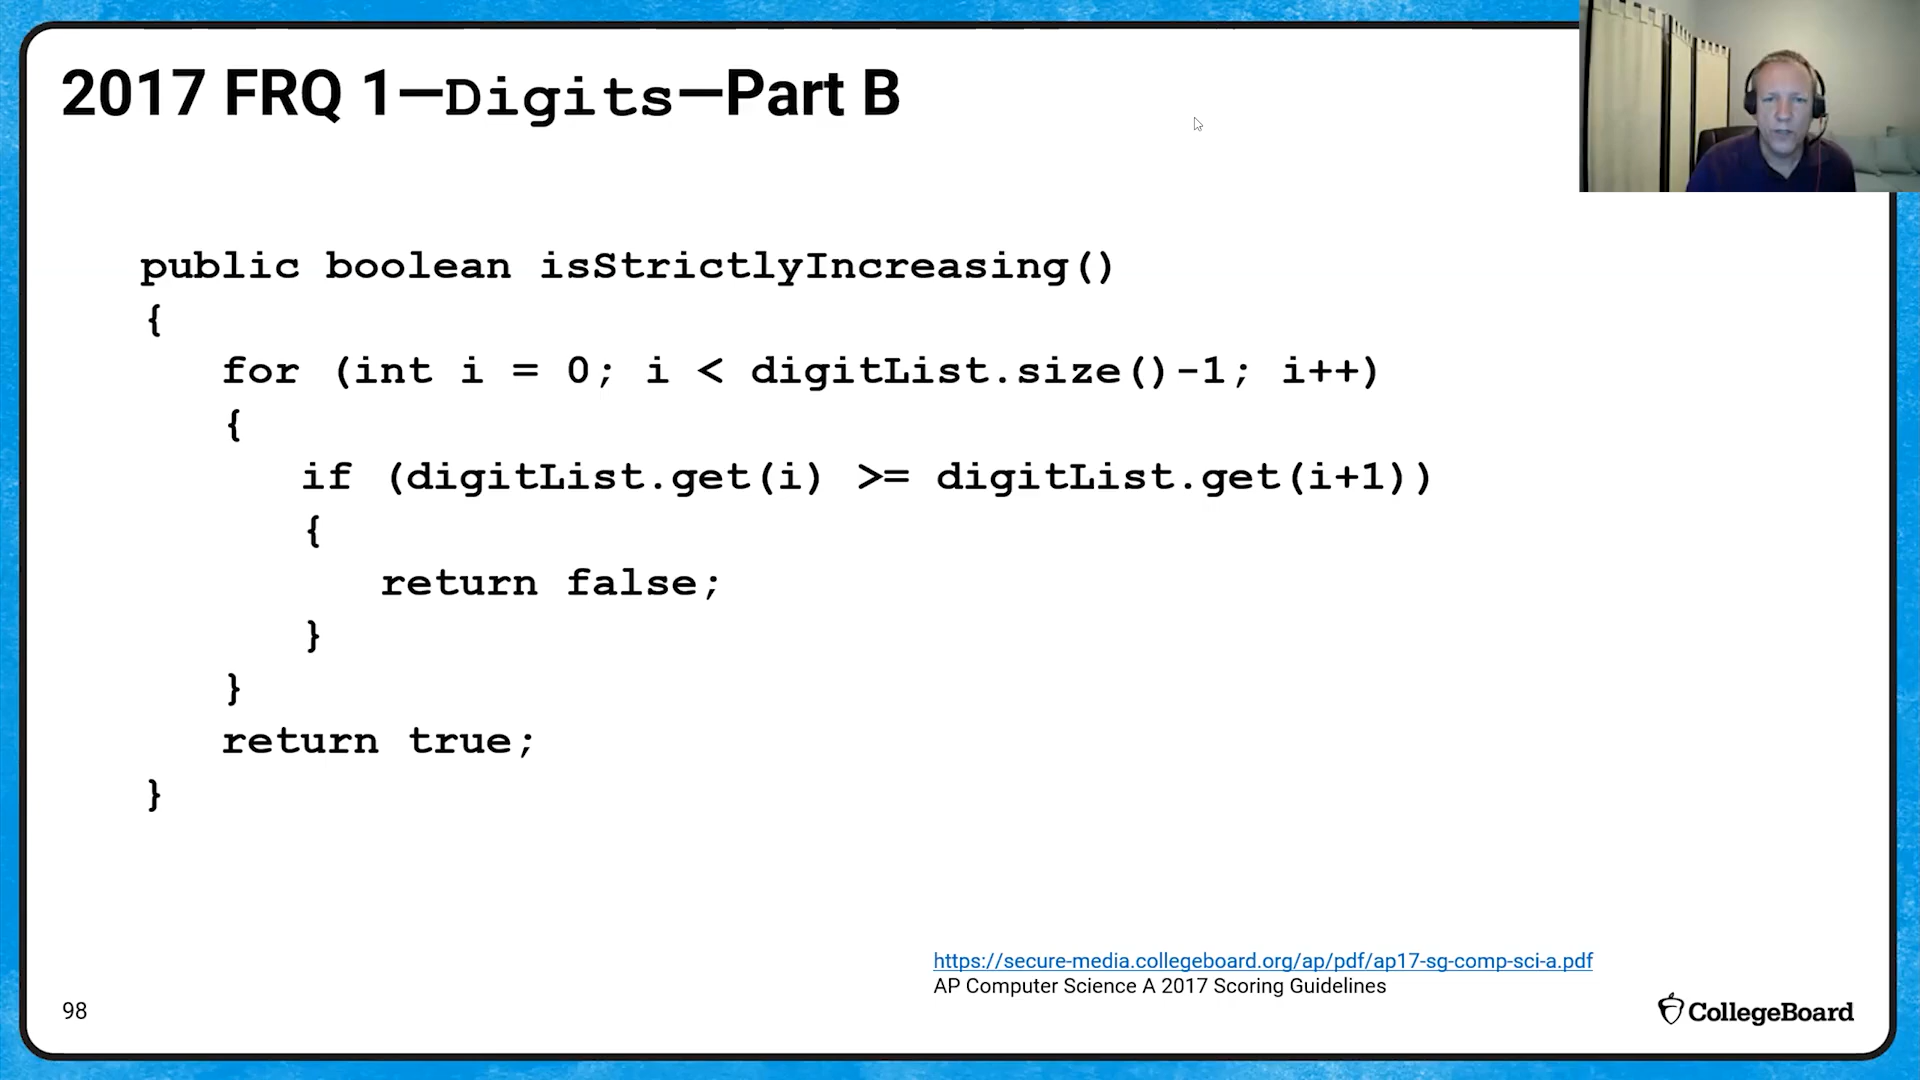 2017 FRQ 1—Digits—Part B
public boolean isStrictlyIncreasing()
{
for (int i = 0; i < digitList.size()-1; i++)
{
if (digitList.get(i) >= digitList.get(i+1))
{
return false;
}
}
return true;
}
https://secure-media.collegeboard.org/ap/pdf/ap17-sg-comp-sci-a.pdf
AP Computer Science A 2017 Scoring Guidelines
98
CollegeBoard